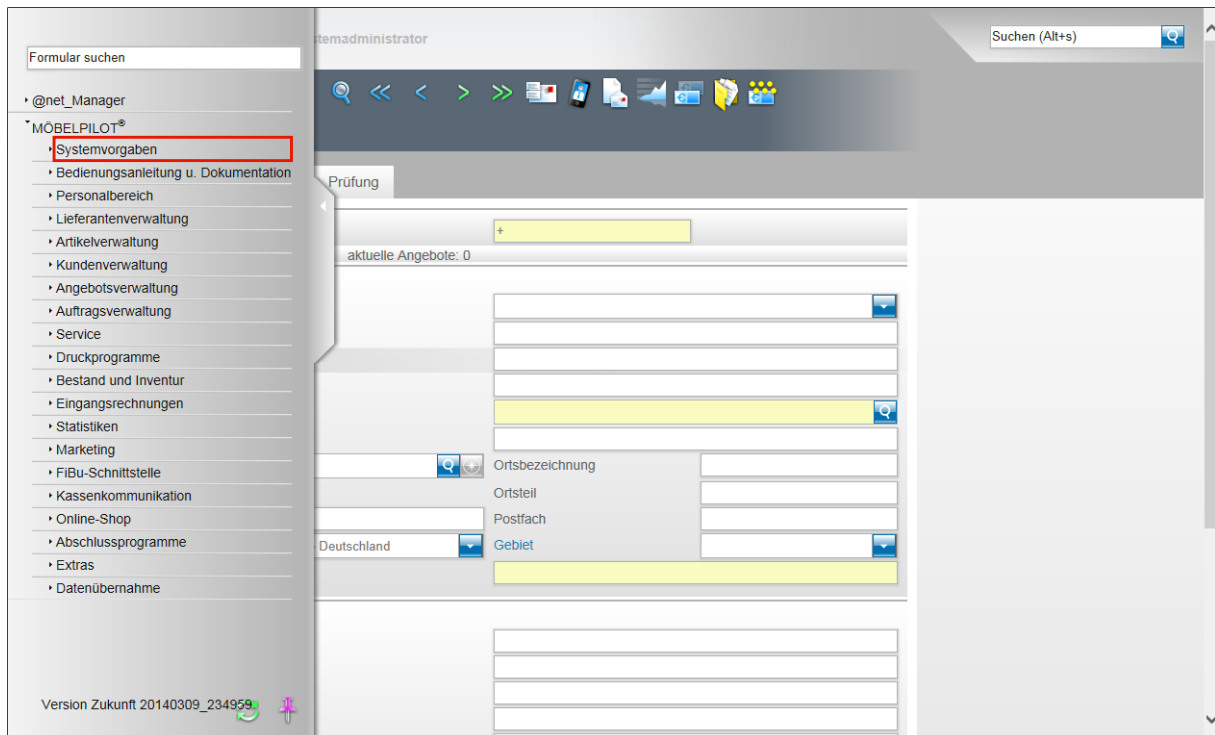 temadministrator
Suchen (Alt+s)
Formular suchen
@net_Manager
MÖBELPILOT®
Systemvorgaben
Bedienungsanleitung u. Dokumentation
Personalbereich
Lieferantenverwaltung
Artikelverwaltung
Kundenverwaltung
Angebotsverwaltung
Auftragsverwaltung
Service
Druckprogramme
Bestand und Inventur
Eingangsrechnungen
Statistiken
Marketing
FiBu-Schnittstelle
Kassenkommunikation
Online-Shop
Abschlussprogramme
Extras
Datenübernahme
Version Zukunft 20140309_234959
Prüfung
+
aktuelle Angebote: 0
Ortsbezeichnung
Ortsteil
Postfach
Deutschland
Gebiet